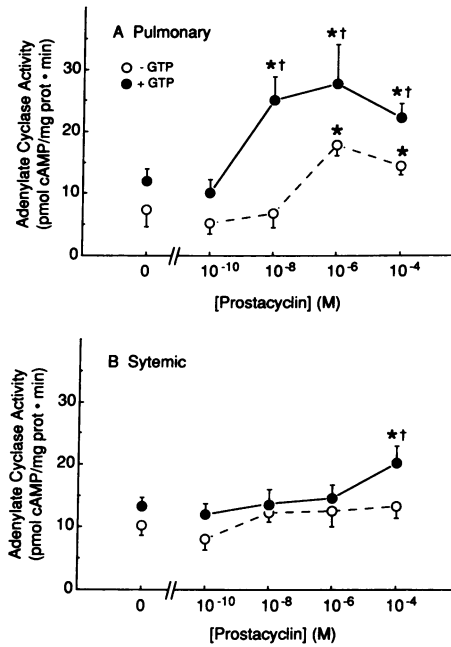 A Pulmonary
- GTP
+ GTP
*†
*†
*†
*
*
30
20
10
0
Adenylate Cyclase Activity
(pmol cAMP/mg prot • min)
0
10⁻¹⁰
10⁻⁸
10⁻⁶
10⁻⁴
[Prostacyclin] (M)
B Sytemic
*†
30
20
10
0
Adenylate Cyclase Activity
(pmol cAMP/mg prot • min)
0
10⁻¹⁰
10⁻⁸
10⁻⁶
10⁻⁴
[Prostacyclin] (M)